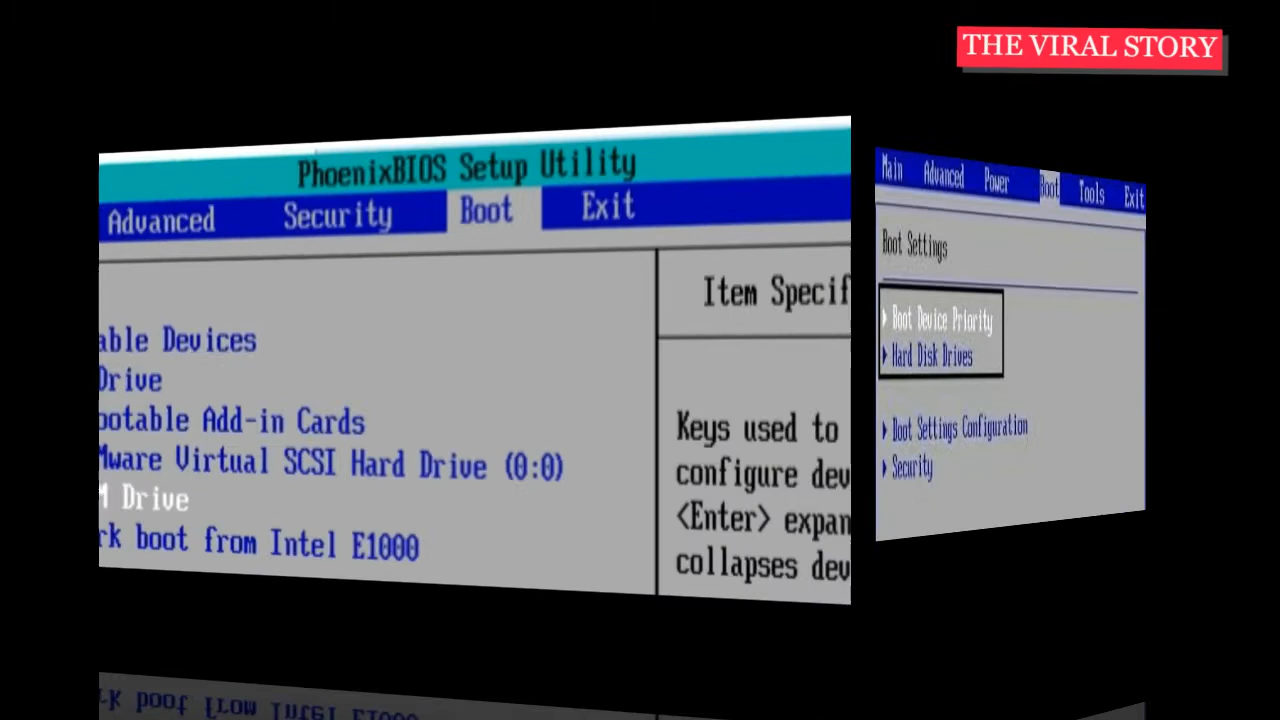 THE VIRAL STORY
PhoenixBIOS Setup Utility
Advanced Security Boot Exit
Item Specif
able Devices
Drive
ootable Add-in Cards
Mware Virtual SCSI Hard Drive (0:0)
M Drive
rk boot from Intel E1000
Keys used to
configure dev
<Enter> expan
collapses dev
Main Advanced Power Boot Tools Exit
Boot Settings
Boot Device Priority
Hard Disk Drives
Boot Settings Configuration
Security